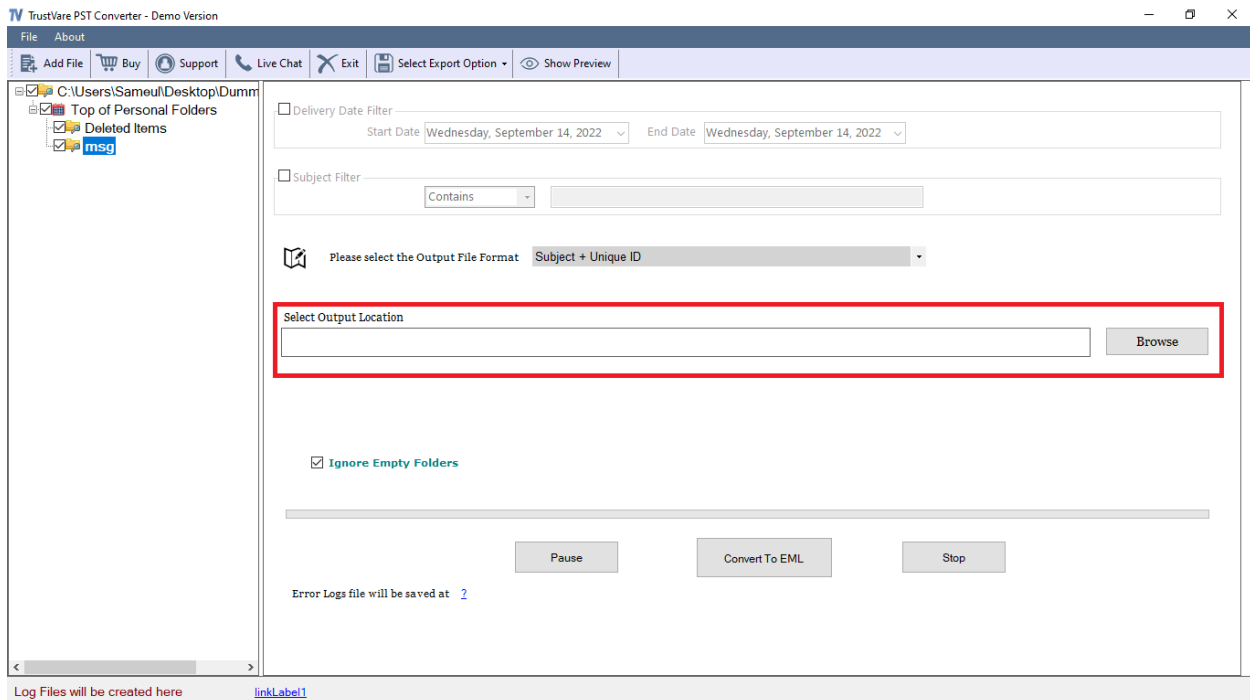 TrustVare PST Converter - Demo Version
File About
Add File Buy Support Live Chat Exit Select Export Option Show Preview
C:\Users\Sameul\Desktop\Dumm
Top of Personal Folders
Deleted Items
msg
Delivery Date Filter
Start Date Wednesday, September 14, 2022 End Date Wednesday, September 14, 2022
Subject Filter
Contains
Please select the Output File Format Subject + Unique ID
Select Output Location
Browse
Ignore Empty Folders
Pause Convert To EML Stop
Error Logs file will be saved at ?
Log Files will be created here linkLabel1